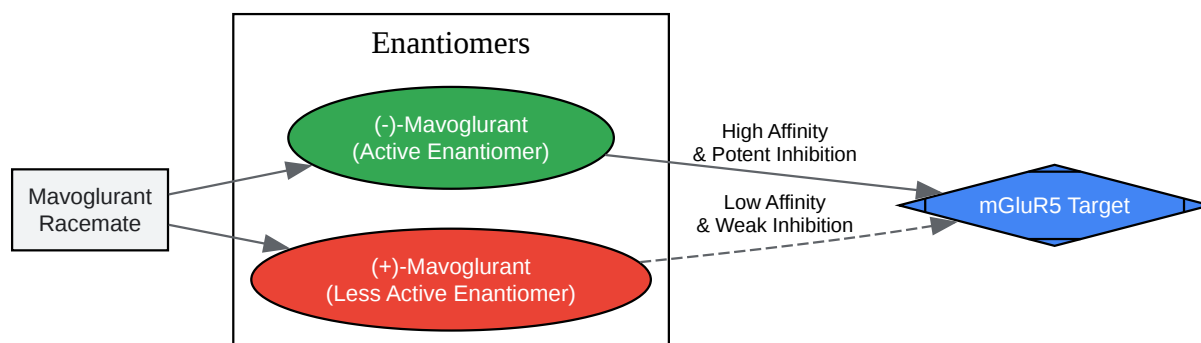 Enantiomers
Mavoglurant
Racemate
(-)-Mavoglurant
(Active Enantiomer)
(+)-Mavoglurant
(Less Active Enantiomer)
High Affinity
& Potent Inhibition
Low Affinity
& Weak Inhibition
mGluR5 Target